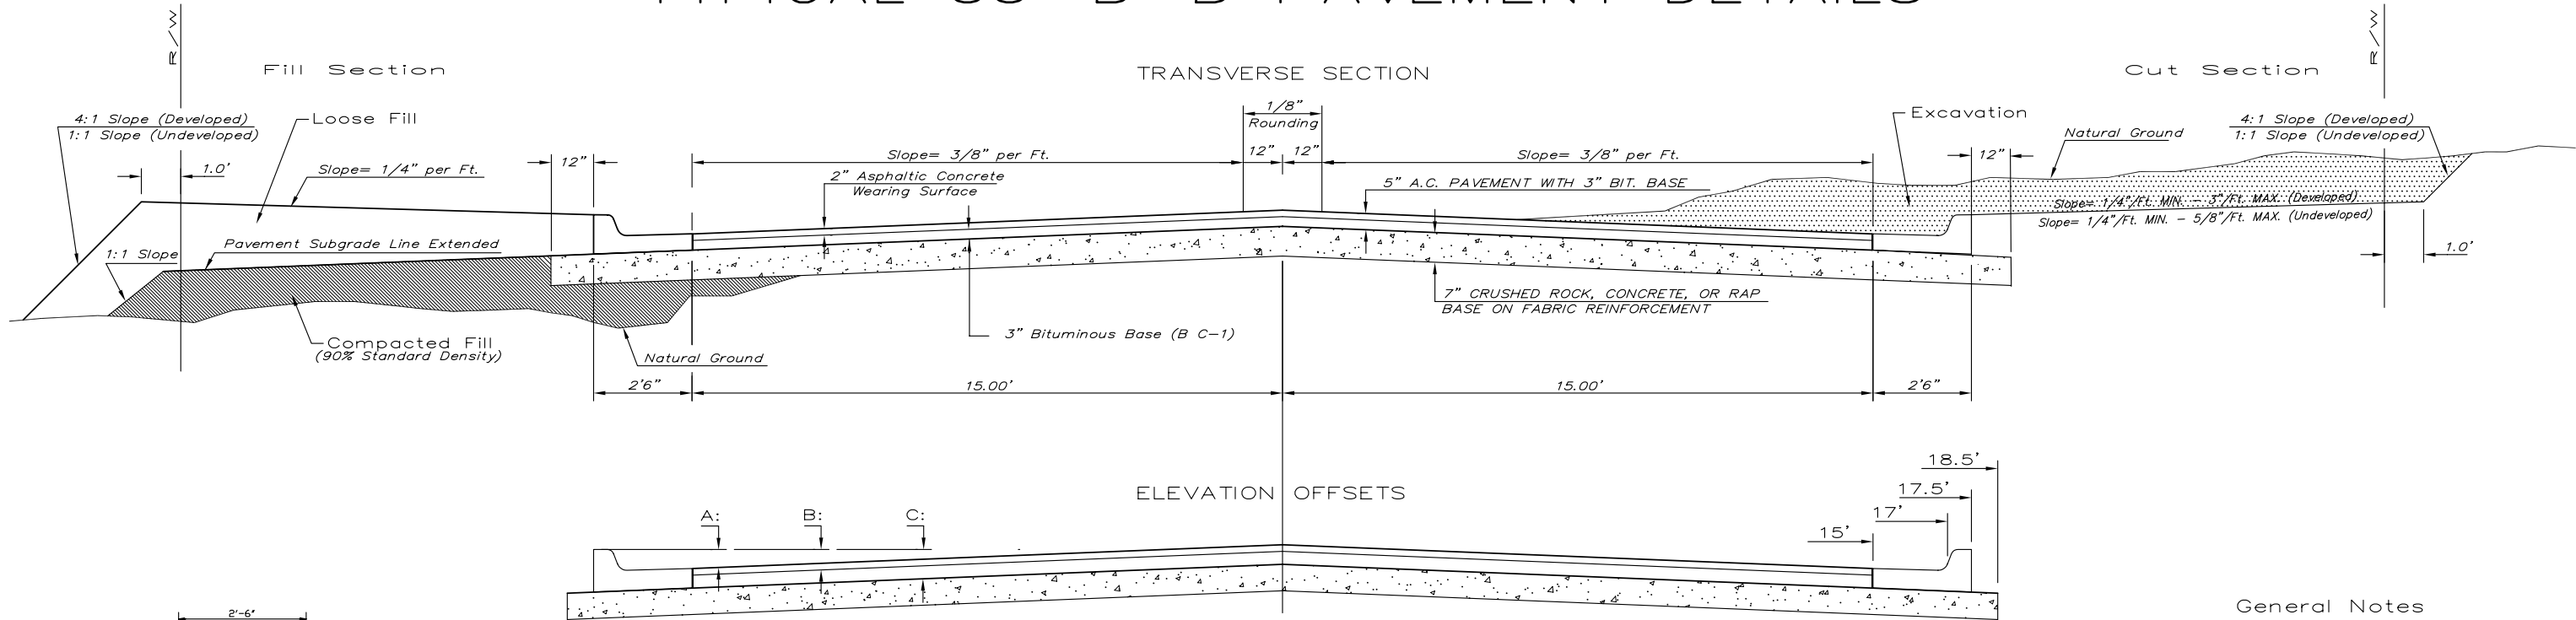 R/W
R/W
Fill Section
TRANSVERSE SECTION
Cut Section
4:1 Slope (Developed)
1:1 Slope (Undeveloped)
Loose Fill
1/8"
Rounding
Excavation
Natural Ground
4:1 Slope (Developed)
1:1 Slope (Undeveloped)
1.0'
Slope= 1/4" per Ft.
12"
Slope= 3/8" per Ft.
12"
12"
Slope= 3/8" per Ft.
12"
2" Asphaltic Concrete
Wearing Surface
5" A.C. PAVEMENT WITH 3" BIT. BASE
Slope= 1/4"/Ft. MIN. - 3"/Ft. MAX. (Developed)
Slope= 1/4"/Ft. MIN. - 5/8"/Ft. MAX. (Undeveloped)
Pavement Subgrade Line Extended
1:1 Slope
1.0'
7" CRUSHED ROCK, CONCRETE, OR RAP
BASE ON FABRIC REINFORCEMENT
3" Bituminous Base (B C-1)
Compacted Fill
(90% Standard Density)
Natural Ground
2'6"
15.00'
15.00'
2'6"
ELEVATION OFFSETS
18.5'
17.5'
17'
15'
A:
B:
C:
2'-6"
General Notes